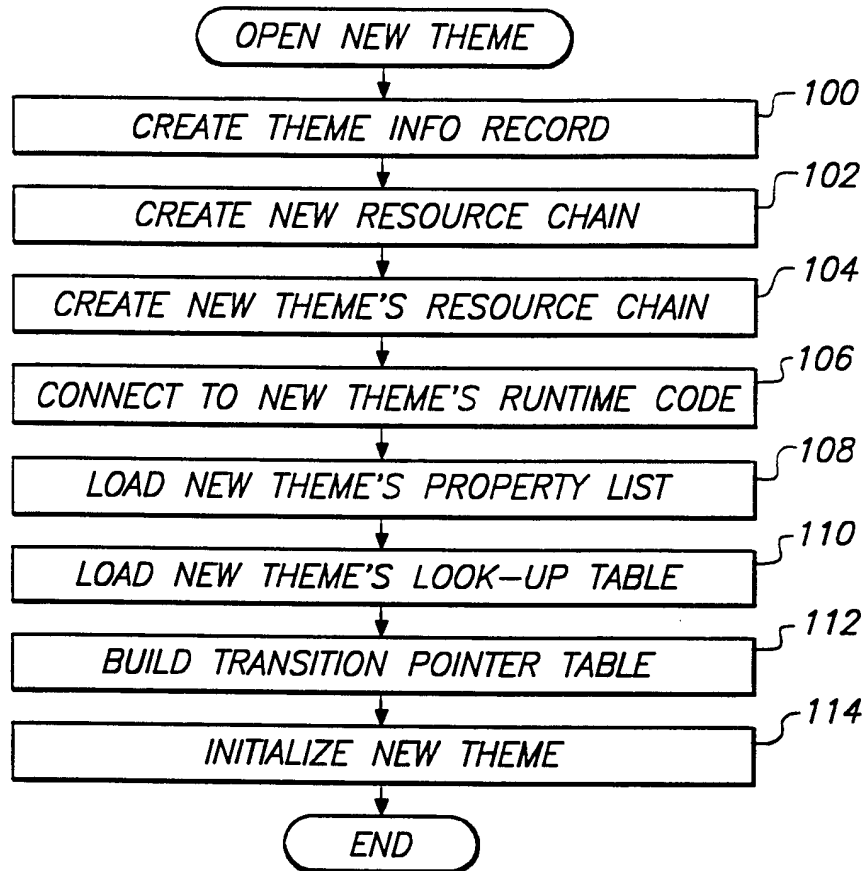 OPEN NEW THEME
100
CREATE THEME INFO RECORD
102
CREATE NEW RESOURCE CHAIN
104
CREATE NEW THEME'S RESOURCE CHAIN
106
CONNECT TO NEW THEME'S RUNTIME CODE
108
LOAD NEW THEME'S PROPERTY LIST
110
LOAD NEW THEME'S LOOK-UP TABLE
112
BUILD TRANSITION POINTER TABLE
114
INITIALIZE NEW THEME
END